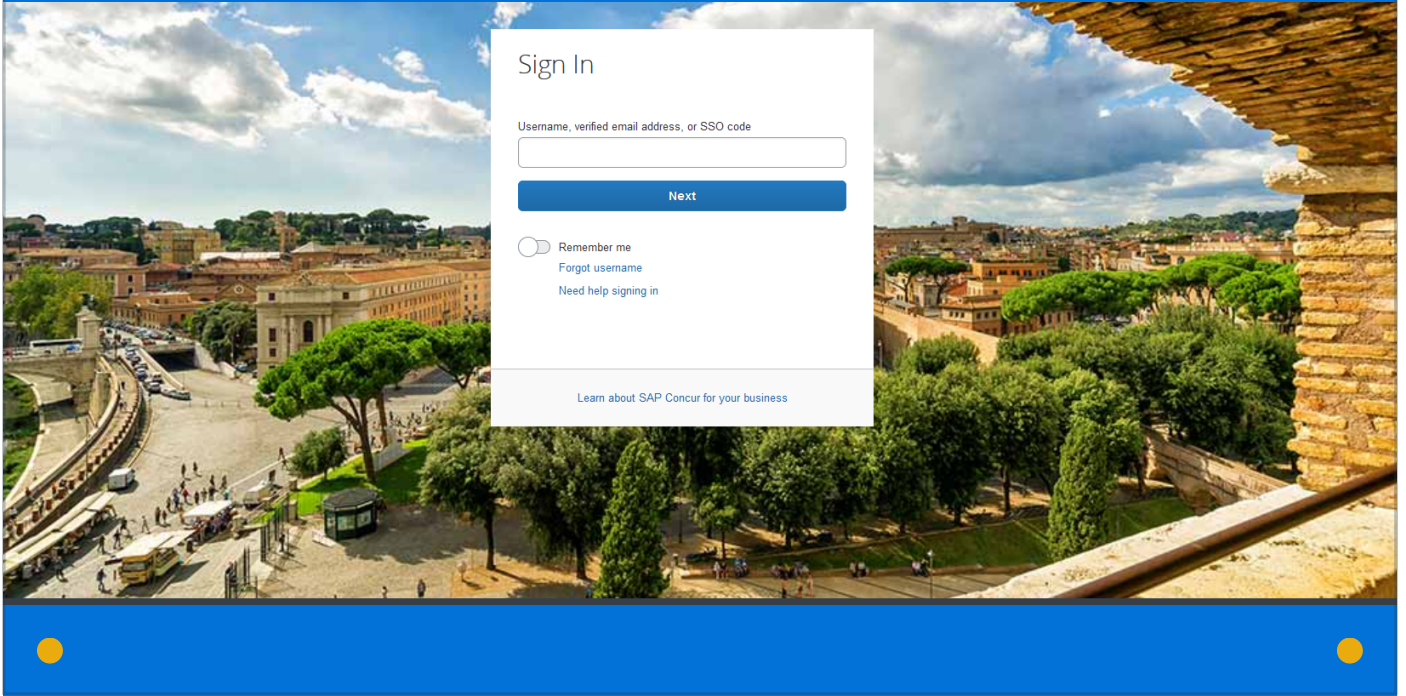 Sign In
Username, verified email address, or SSO code
Next
Remember me
Forgot username
Need help signing in
Learn about SAP Concur for your business